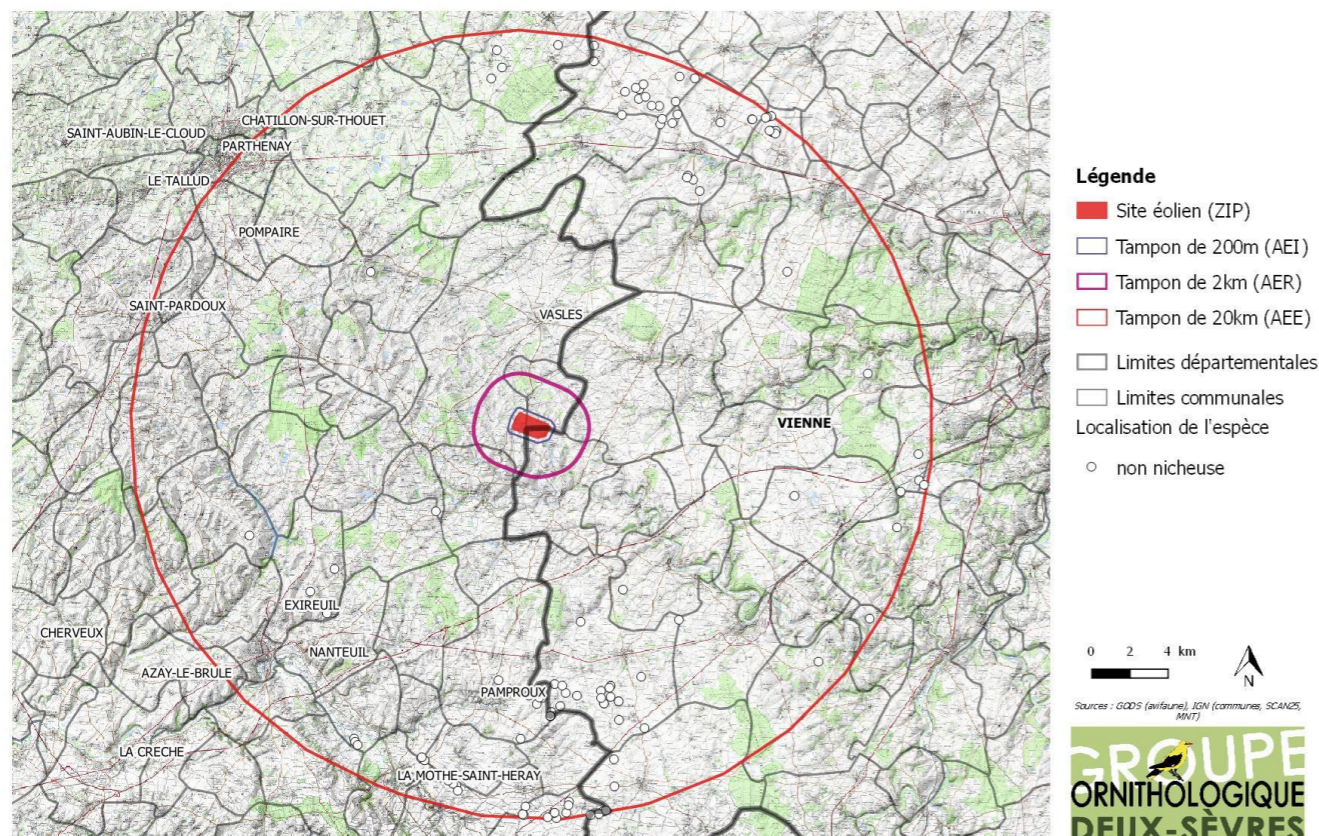 CHATILLON-SUR-THOUET
SAINT-AUBIN-LE-CLOUD
PARTHENAY
LE TALLUD
POMPAIRE
SAINT-PARDOUX
VASLES
VIENNE
EXIREUIL
CHERVEUX
NANTEUIL
AZAY-LE-BRULE
PAMPROUX
LA CRECHE
LA MOTHE-SAINT-HERAY
Légende
Site éolien (ZIP)
Tampon de 200m (AEI)
Tampon de 2km (AER)
Tampon de 20km (AEE)
Limites départementales
Limites communales
Localisation de l'espèce
non nicheuse
0 2 4 km
N
Sources : GODS (avifaune), IGN (communes, SCAN25,
MNT)
GROUPE
ORNITHOLOGIQUE
DEUX-SÈVRES